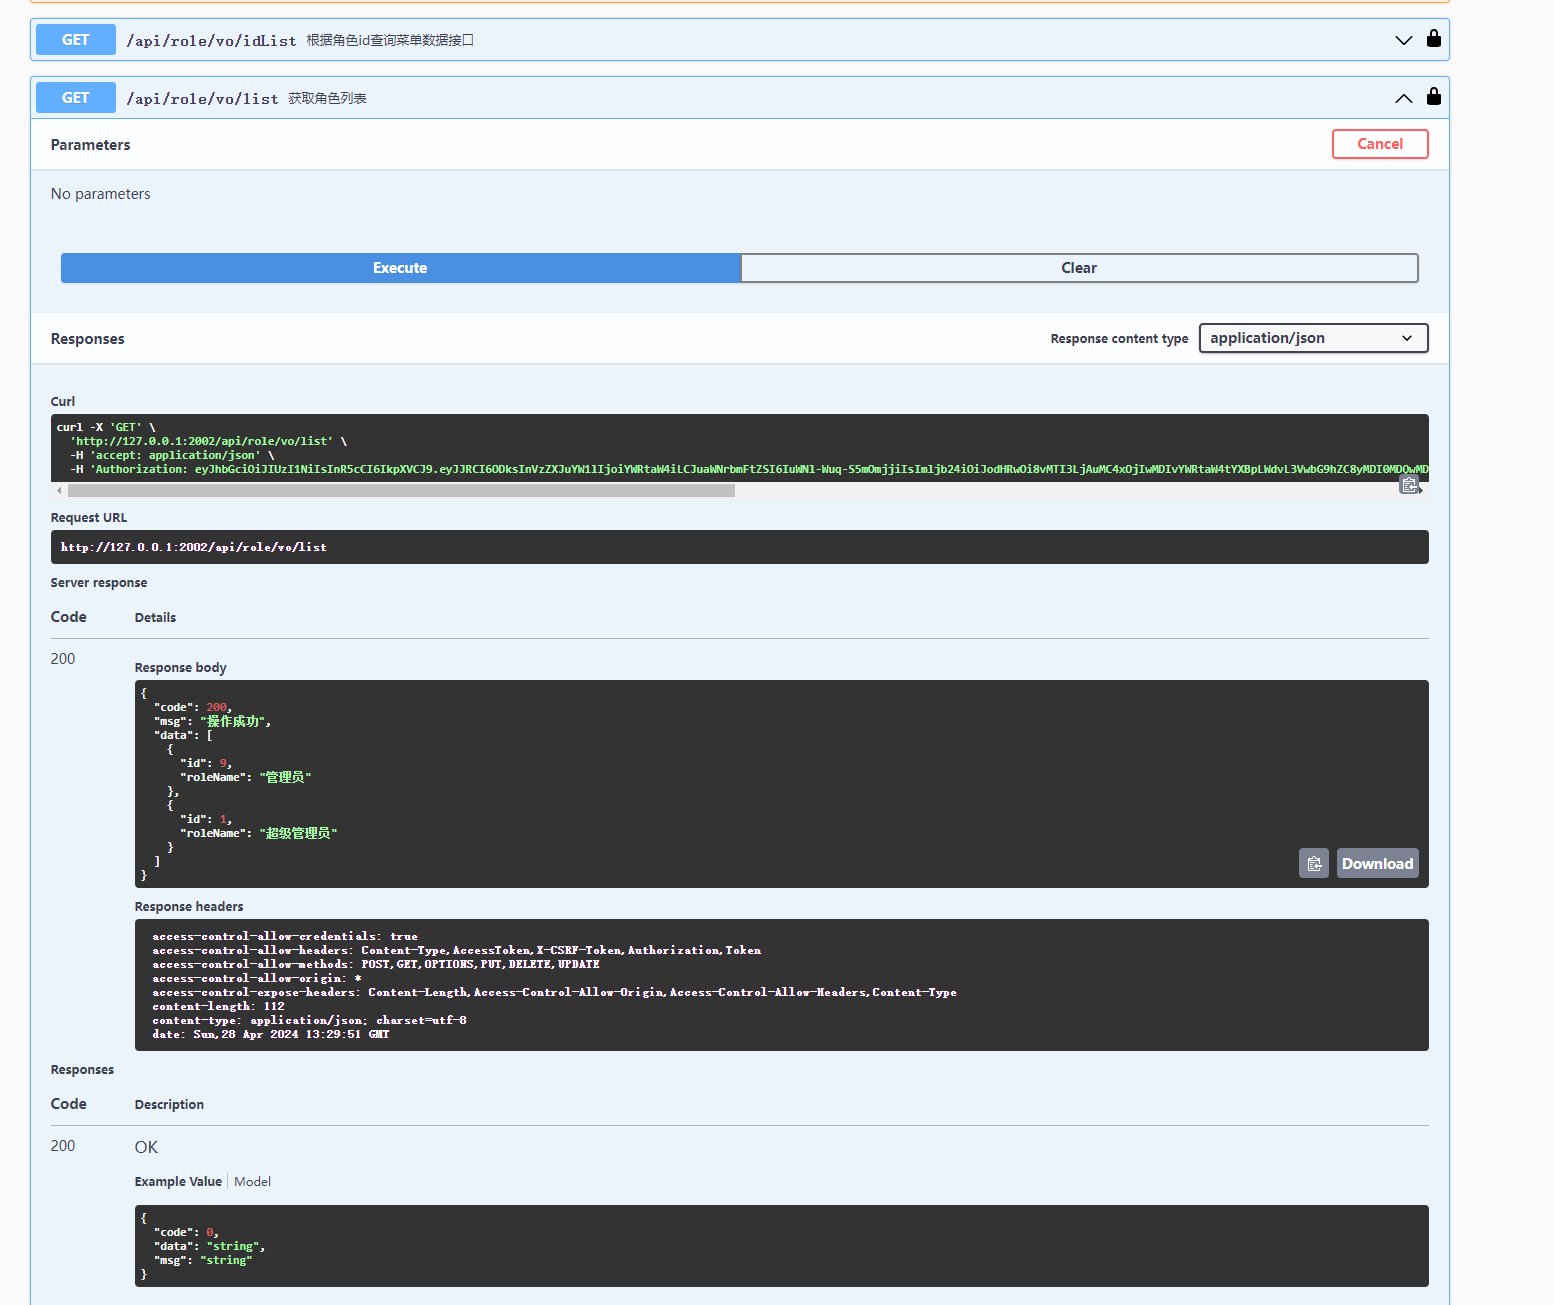 GET /api/role/vo/idList 根据角色id查询菜单数据接口
GET /api/role/vo/list 获取角色列表
Parameters Cancel
No parameters
Execute Clear
Responses Response content type application/json
Curl
curl -X 'GET' \
'http://127.0.0.1:2002/api/role/vo/list' \
-H 'accept: application/json' \
-H 'Authorization:
Request URL
http://127.0.0.1:2002/api/role/vo/list
Server response
Code Details
200
Response body
{
"code": 200,
"msg": "操作成功",
"data": [
{
"id": 9,
"roleName": "管理员"
},
{
"id": 1,
"roleName": "超级管理员"
}
]
}
Download
Response headers
access-control-allow-credentials: true
access-control-allow-headers: Content-Type,AccessToken,X-CSRF-Token,Authorization,Token
access-control-allow-methods: POST,GET,OPTIONS,PUT,DELETE,UPDATE
access-control-allow-origin: *
access-control-expose-headers: Content-Length,Access-Control-Allow-Origin,Access-Control-Allow-Headers,Content-Type
content-length: 112
content-type: application/json; charset=utf-8
date: Sun,28 Apr 2024 13:29:51 GMT
Responses
Code Description
200 OK
Example Value Model
{
"code": 0,
"data": "string",
"msg": "string"
}